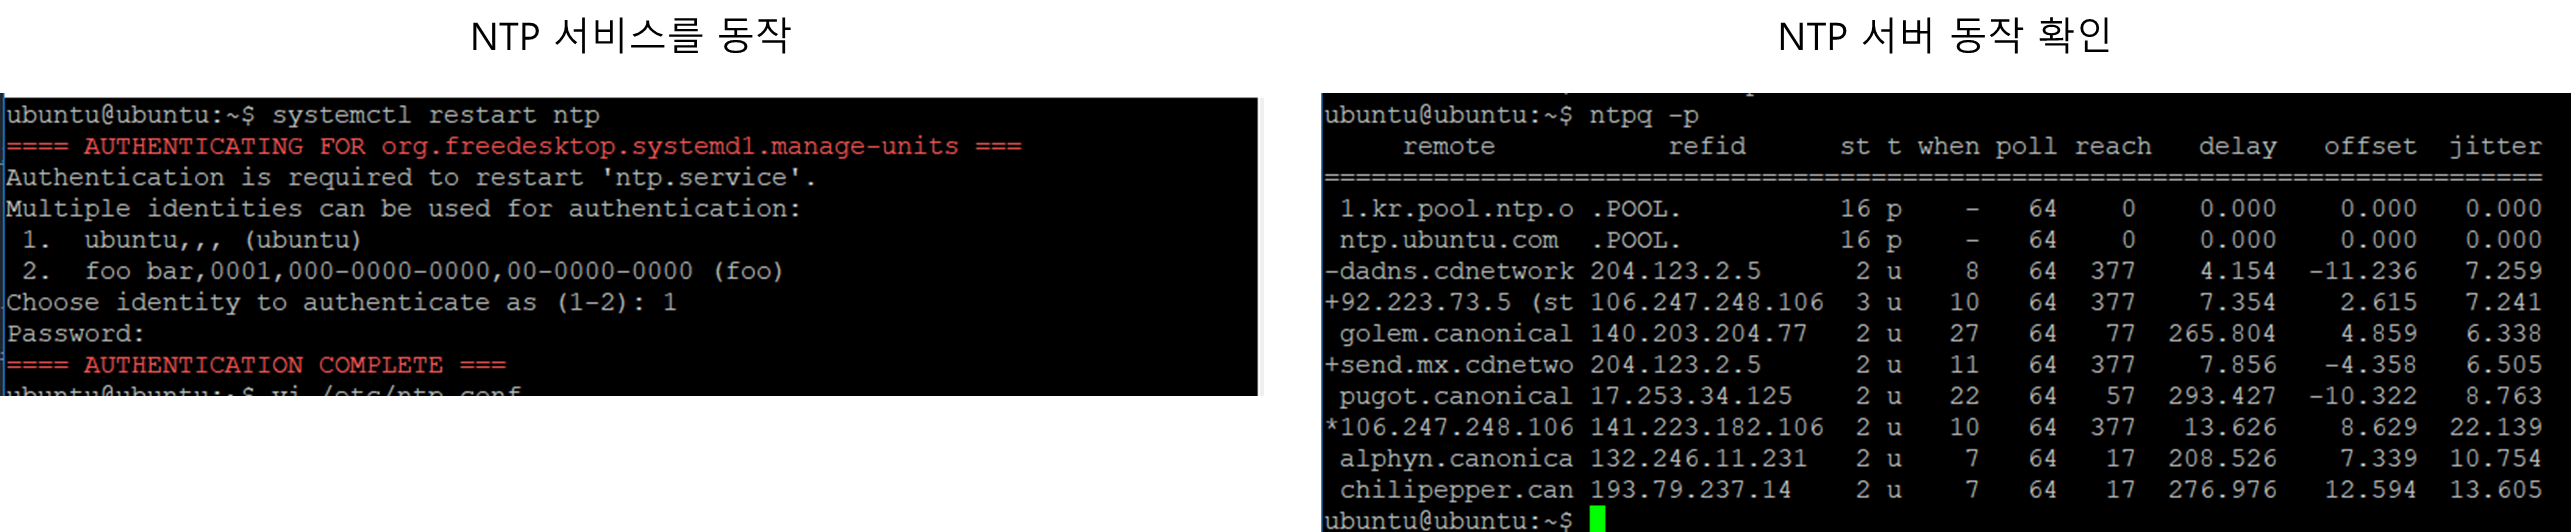 NTP 서비스를 동작
ubuntu@ubuntu:~$ systemctl restart ntp
==== AUTHENTICATING FOR org.freedesktop.systemd1.manage-units ===
Authentication is required to restart 'ntp.service'.
Multiple identities can be used for authentication:
 1.  ubuntu,,, (ubuntu)
 2.  foo bar,0001,000-0000-0000,00-0000-0000 (foo)
Choose identity to authenticate as (1-2): 1
Password:
==== AUTHENTICATION COMPLETE ===
ubuntu@ubuntu:~$ vi /etc/ntp.conf
NTP 서버 동작 확인
ubuntu@ubuntu:~$ ntpq -p
     remote           refid      st t when poll reach   delay   offset  jitter
==============================================================================
 1.kr.pool.ntp.o .POOL.          16 p    -   64    0    0.000    0.000   0.000
 ntp.ubuntu.com  .POOL.          16 p    -   64    0    0.000    0.000   0.000
-dadns.cdnetwork 204.123.2.5      2 u    8   64  377    4.154  -11.236   7.259
+92.223.73.5 (st 106.247.248.106  3 u   10   64  377    7.354    2.615   7.241
 golem.canonical 140.203.204.77   2 u   27   64   77  265.804    4.859   6.338
+send.mx.cdnetwo 204.123.2.5      2 u   11   64  377    7.856   -4.358   6.505
 pugot.canonical 17.253.34.125    2 u   22   64   57  293.427  -10.322   8.763
*106.247.248.106 141.223.182.106  2 u   10   64  377   13.626    8.629  22.139
 alphyn.canonica 132.246.11.231   2 u    7   64   17  208.526    7.339  10.754
 chilipepper.can 193.79.237.14    2 u    7   64   17  276.976   12.594  13.605
ubuntu@ubuntu:~$